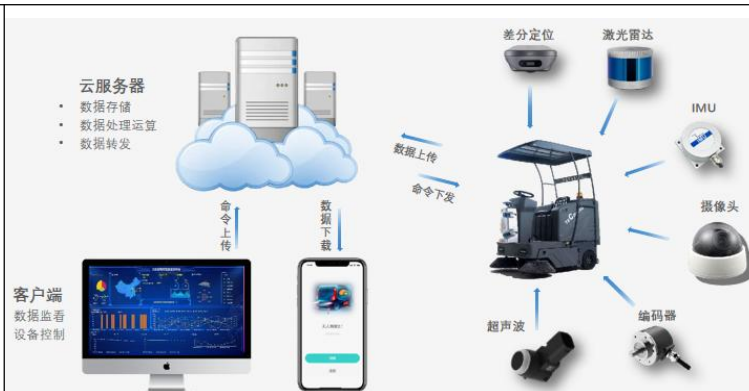 云服务器
• 数据存储
• 数据处理运算
• 数据转发
差分定位
激光雷达
IMU
摄像头
编码器
超声波
数据上传
命令下发
命令上传
数据下载
客户端
数据监看
设备控制